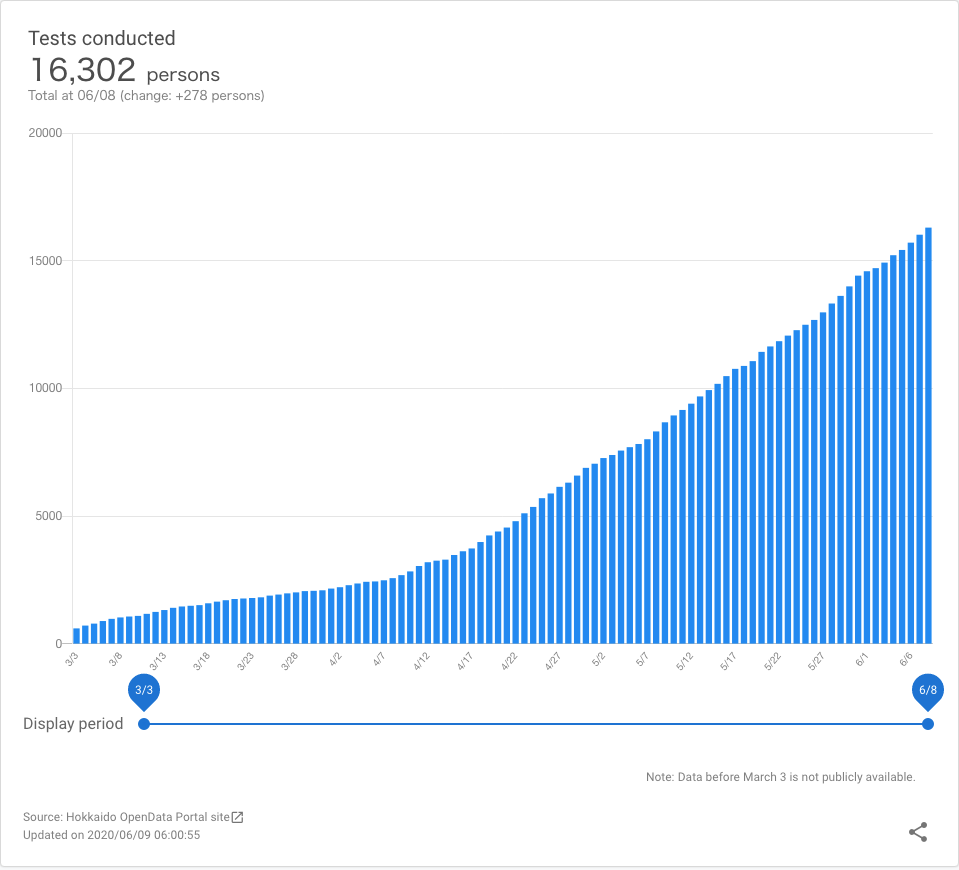 Tests conducted
16,302 persons
Total at 06/08 (change: +278 persons)
20000
15000
10000
5000
0
3/3 3/8 3/13 3/18 3/23 3/28 4/2 4/7 4/12 4/17 4/22 4/27 5/2 5/7 5/12 5/17 5/22 5/27 6/1 6/6
3/3 6/8
Display period
Note: Data before March 3 is not publicly available.
Source: Hokkaido OpenData Portal site
Updated on 2020/06/09 06:00:55